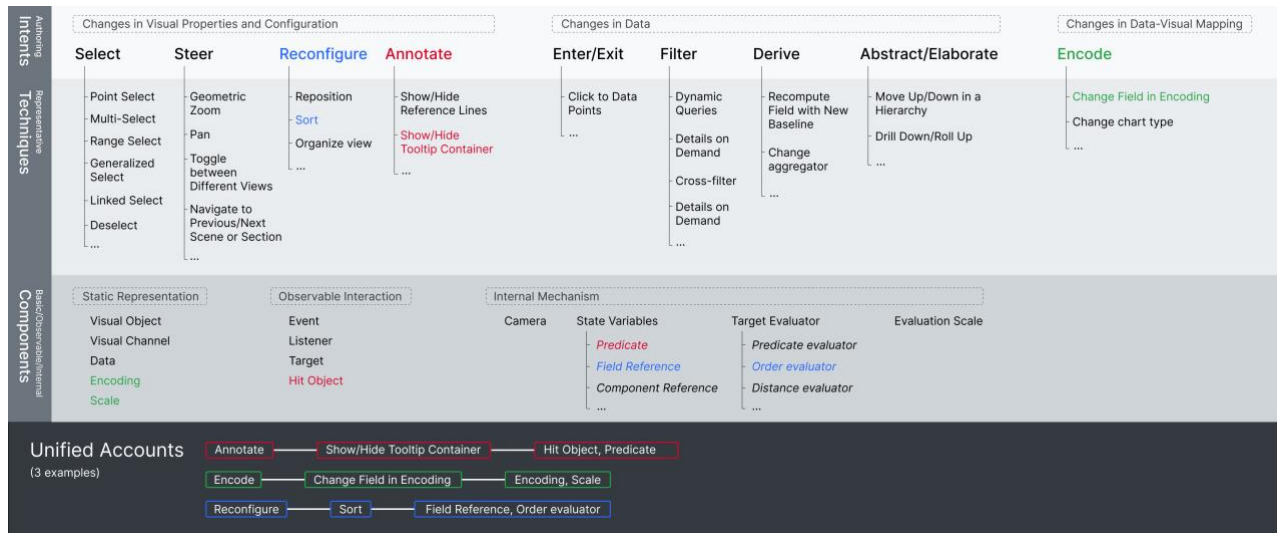 Authoring
Intents
Changes in Visual Properties and Configuration
Changes in Data
Changes in Data-Visual Mapping
Select
Steer
Reconfigure
Annotate
Enter/Exit
Filter
Derive
Abstract/Elaborate
Encode
Representative
Techniques
Point Select
Multi-Select
Range Select
Generalized
Select
Linked Select
Deselect
...
Geometric
Zoom
Pan
Toggle
between
Different Views
Navigate to
Previous/Next
Scene or Section
...
Reposition
Sort
Organize view
...
Show/Hide
Reference Lines
Show/Hide
Tooltip Container
...
Click to Data
Points
...
Dynamic
Queries
Details on
Demand
Cross-filter
Details on
Demand
...
Recompute
Field with New
Baseline
Change
aggregator
...
Move Up/Down in a
Hierarchy
Drill Down/Roll Up
...
Change Field in Encoding
Change chart type
...
Basic/Observable/Internal
Components
Static Representation
Visual Object
Visual Channel
Data
Encoding
Scale
Observable Interaction
Event
Listener
Target
Hit Object
Internal Mechanism
Camera
State Variables
Predicate
Field Reference
Component Reference
...
Target Evaluator
Predicate evaluator
Order evaluator
Distance evaluator
...
Evaluation Scale
Unified Accounts
(3 examples)
Annotate Show/Hide Tooltip Container Hit Object, Predicate
Encode Change Field in Encoding Encoding, Scale
Reconfigure Sort Field Reference, Order evaluator